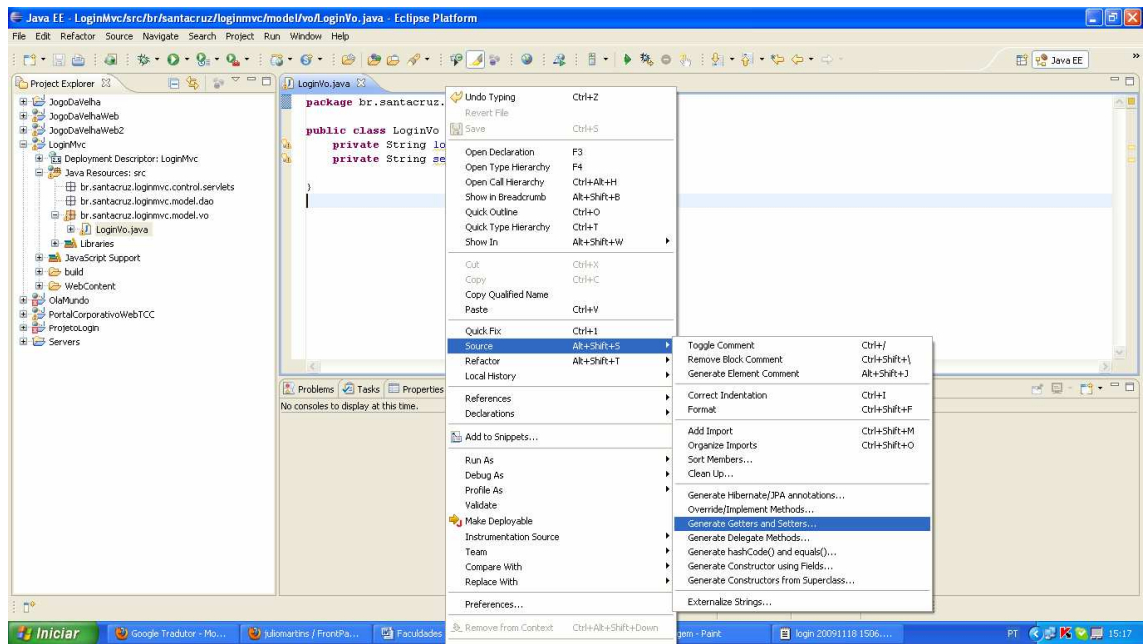 Java EE - LoginMvc/src/br/santacruz/loginmvc/model/vo/LoginVo.java - Eclipse Platform
File Edit Refactor Source Navigate Search Project Run Window Help
Java EE
Project Explorer
JogoDaVelha
JogoDaVelhaWeb
JogoDaVelhaWeb2
LoginMvc
Deployment Descriptor: LoginMvc
Java Resources: src
br.santacruz.loginmvc.control.servlets
br.santacruz.loginmvc.model.dao
br.santacruz.loginmvc.model.vo
LoginVo.java
Libraries
JavaScript Support
build
WebContent
OlaMundo
PortalCorporativoWebTCC
ProjetoLogin
Servers
LoginVo.java
package br.santacruz.
public class LoginVo
private String lo
private String se
}
Undo Typing Ctrl+Z
Revert File
Save Ctrl+S
Open Declaration F3
Open Type Hierarchy F4
Open Call Hierarchy Ctrl+Alt+H
Show in Breadcrumb Alt+Shift+B
Quick Outline Ctrl+O
Quick Type Hierarchy Ctrl+T
Show In Alt+Shift+W
Cut Ctrl+X
Copy Ctrl+C
Copy Qualified Name
Paste Ctrl+V
Quick Fix Ctrl+1
Source Alt+Shift+S
Refactor Alt+Shift+T
Local History
References
Declarations
Add to Snippets...
Run As
Debug As
Profile As
Validate
Make Deployable
Instrumentation Source
Team
Compare With
Replace With
Preferences...
Remove from Context Ctrl+Alt+Shift+Down
Toggle Comment Ctrl+/
Remove Block Comment Ctrl+Shift+\
Generate Element Comment Alt+Shift+J
Correct Indentation Ctrl+I
Format Ctrl+Shift+F
Add Import Ctrl+Shift+M
Organize Imports Ctrl+Shift+O
Sort Members...
Clean Up...
Generate Hibernate/JPA annotations...
Override/Implement Methods...
Generate Getters and Setters...
Generate Delegate Methods...
Generate hashCode() and equals()...
Generate Constructor using Fields...
Generate Constructors from Superclass...
Externalize Strings...
Problems Tasks Properties
No consoles to display at this time.
Iniciar Google Tradutor - Mo... juliomartins / FrontPa... Faculdades gem - Paint login 20091118 1506.... PT 15:17